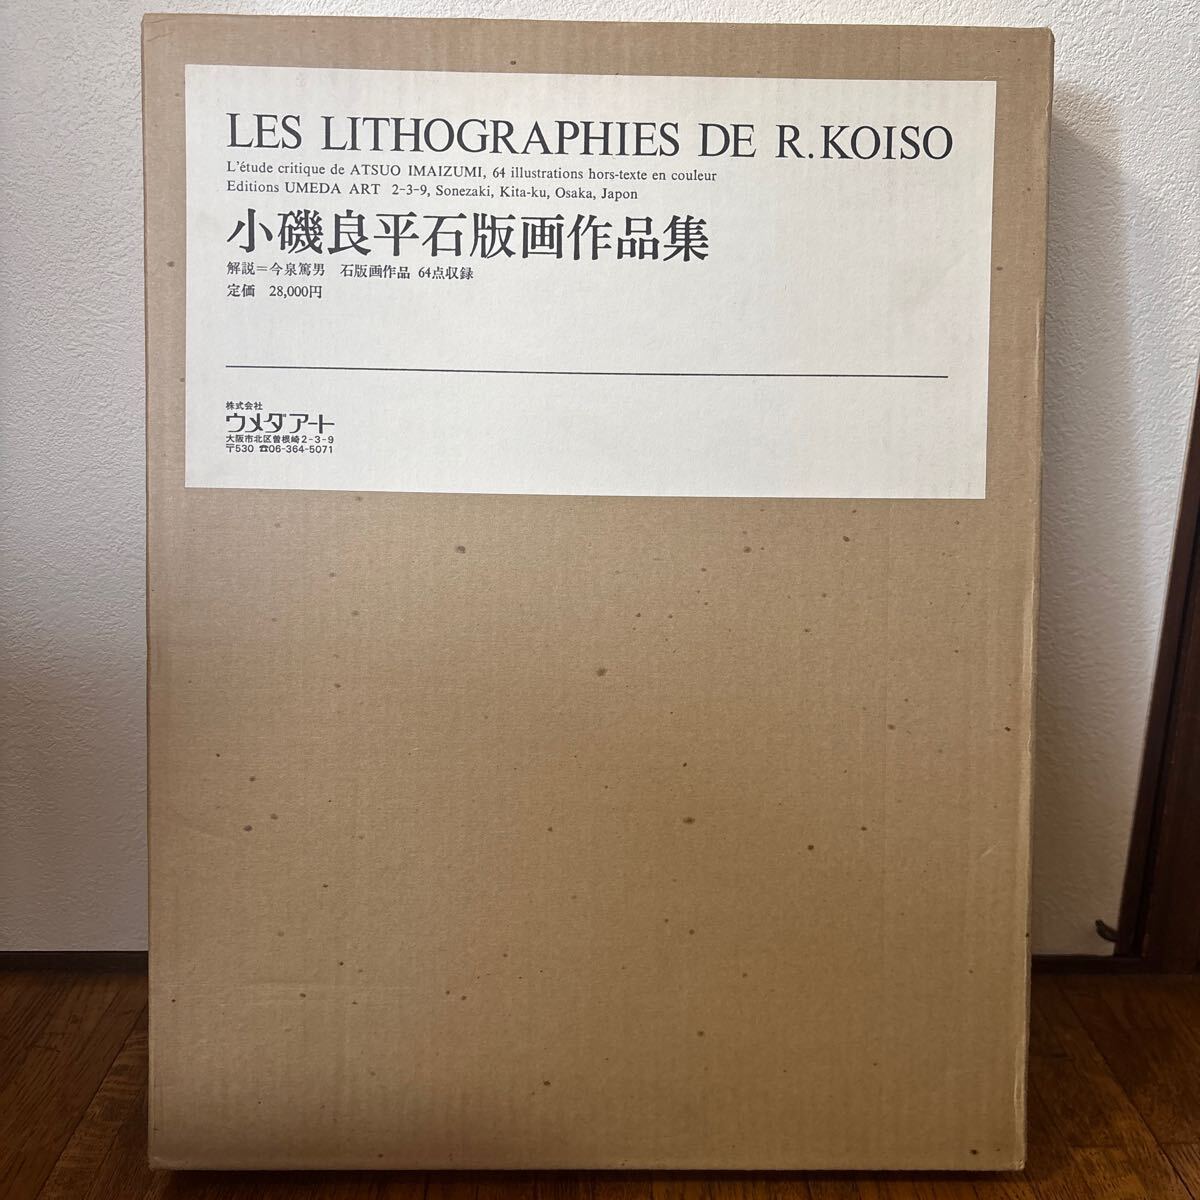 LES LITHOGRAPHIES DE R.KOISO
L'étude critique de ATSUO IMAIZUMI, 64 illustrations hors-texte en couleur
Editions UMEDA ART 2-3-9, Sonezaki, Kita-ku, Osaka, Japon
小磯良平石版画作品集
解説=今泉篤男 石版画作品 64点収録
定価 28,000円
株式会社
ウメダアート
大阪市北区曽根崎2-3-9
〒530 ☎06-364-5071